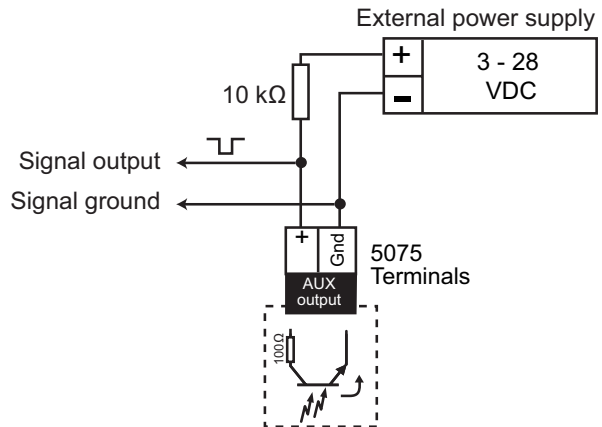 External power supply
+
3 - 28
VDC
–
10 kΩ
Signal output
Signal ground
+
Gnd
5075
Terminals
AUX
output
100Ω